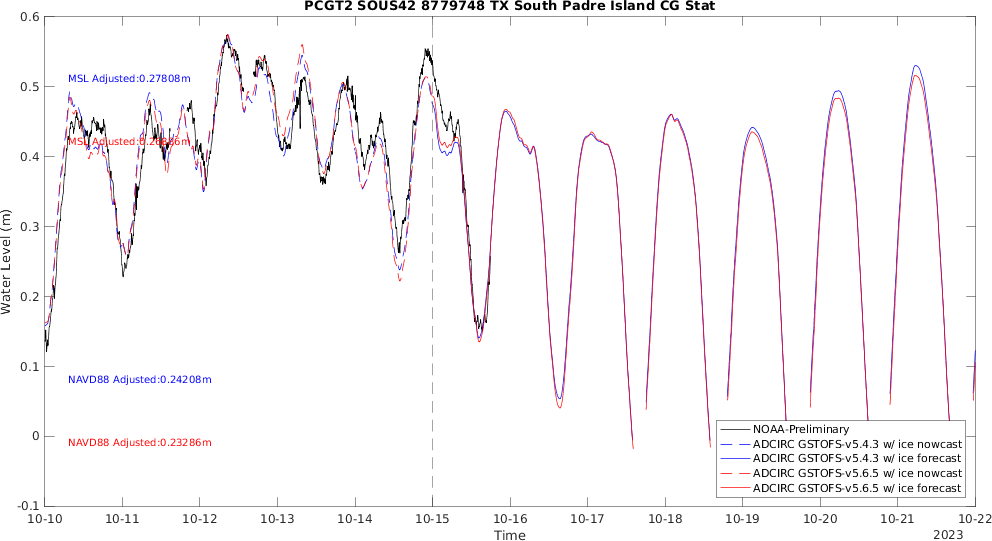 PCGT2 SOUS42 8779748 TX South Padre Island CG Stat
0.6
0.5
0.4
0.3
0.2
0.1
0
-0.1
Water Level (m)
MSL Adjusted:0.27808m
MSL Adjusted:
NAVD88 Adjusted:0.24208m
NAVD88 Adjusted:0.23286m
NOAA-Preliminary
ADCIRC GSTOFS-v5.4.3 w/ ice nowcast
ADCIRC GSTOFS-v5.4.3 w/ ice forecast
ADCIRC GSTOFS-v5.6.5 w/ ice nowcast
ADCIRC GSTOFS-v5.6.5 w/ ice forecast
10-10 10-11 10-12 10-13 10-14 10-15 10-16 10-17 10-18 10-19 10-20 10-21 10-22
Time
2023